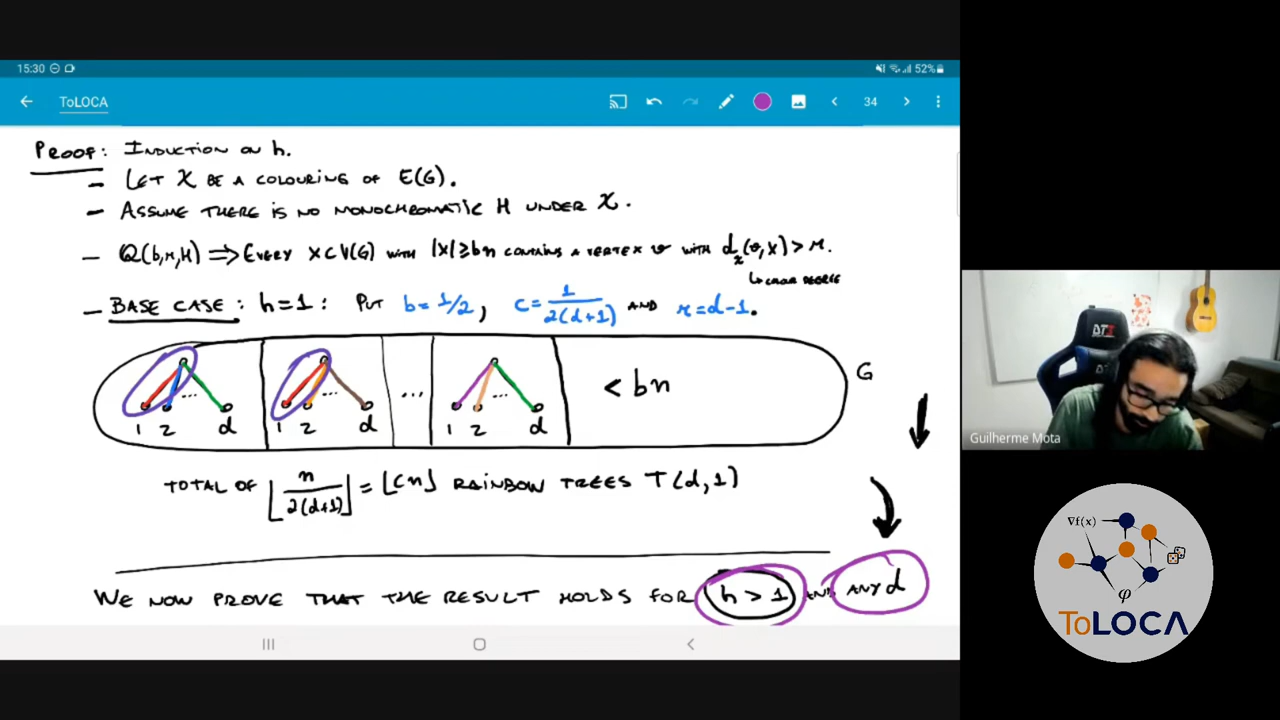 15:30 52%
ToLOCA 34
PROOF: INDUCTION ON h.
- LET χ BE A COLOURING OF E(G).
- ASSUME THERE IS NO MONOCHROMATIC H UNDER χ.
- Q(b,r,H) ⟹ EVERY X⊂V(G) WITH |X| ≥ bn CONTAINS A VERTEX v WITH d_χ(v,X) > r.
↳ COLOR DEGREE
- BASE CASE: h=1: PUT b=1/2, c=1/2(d+1) AND r=d-1.
... ... ... ... < bn G
1 2 d 1 2 d 1 2 d
TOTAL OF ⌊n/2(d+1)⌋ = ⌊cn⌋ RAINBOW TREES T(d,1)
WE NOW PROVE THAT THE RESULT HOLDS FOR h > 1 AND ANY d
Guilherme Mota
∇f(x)
φ
ToLOCA